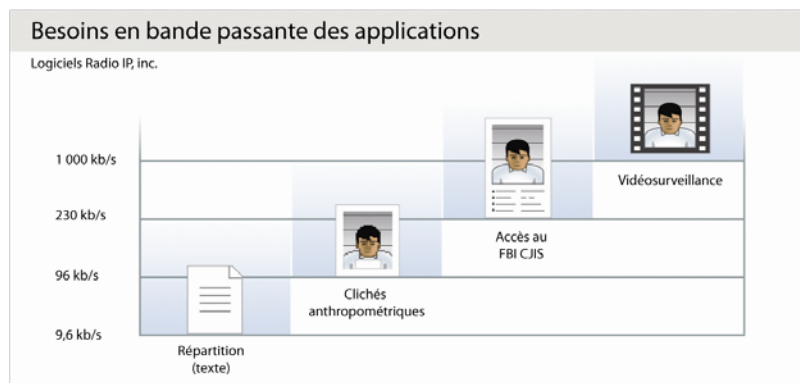 Besoins en bande passante des applications
Logiciels Radio IP, inc.
1 000 kb/s
Vidéosurveillance
230 kb/s
Accès au
FBI CJIS
96 kb/s
Clichés
anthropométriques
9,6 kb/s
Répartition
(texte)